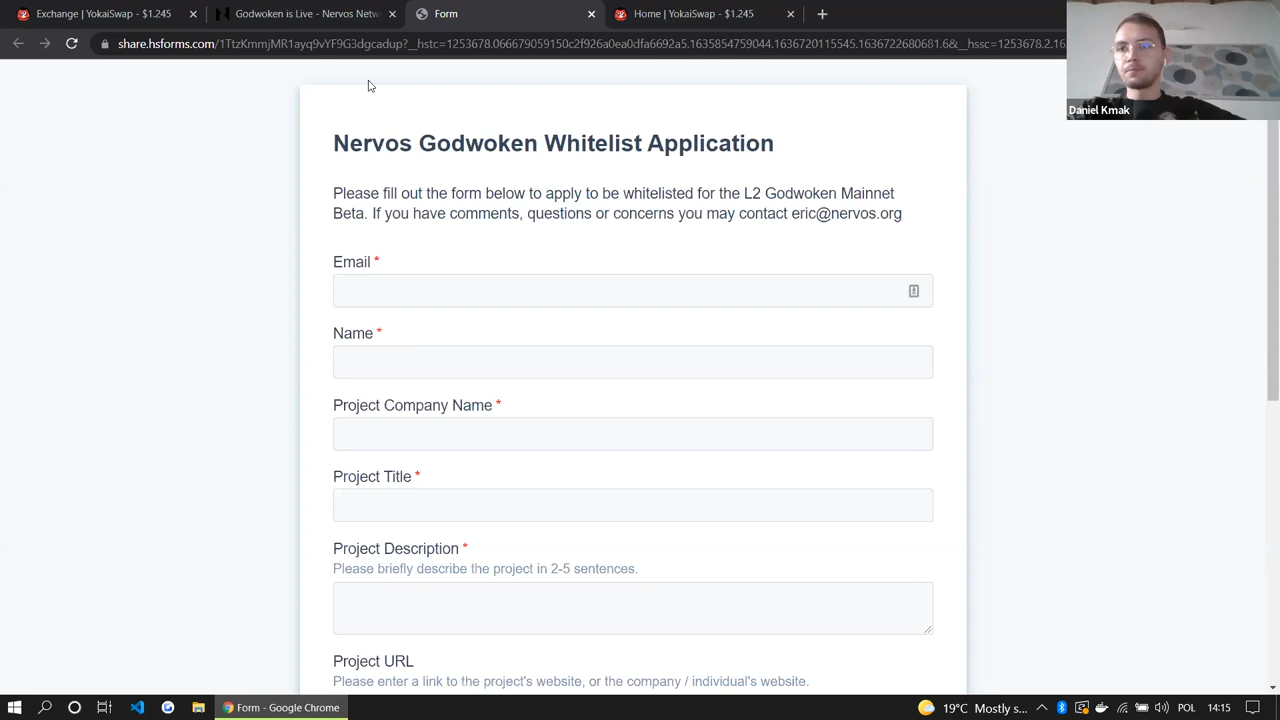 Exchange | YokaiSwap - $1.245
Godwoken is Live - Nervos Netw
Form
Home | YokaiSwap - $1.245
share.hsforms.com/1TtzKmmjMR1ayq9vYF9G3dgcadup?__hstc=1253678.066679059150c2f926a0ea0dfa6692a5.1635854759044.1636720115545.1636722680681.6&__hssc=1253678.2.16
Daniel Kmak
Nervos Godwoken Whitelist Application
Please fill out the form below to apply to be whitelisted for the L2 Godwoken Mainnet
Beta. If you have comments, questions or concerns you may contact eric@nervos.org
Email *
Name *
Project Company Name *
Project Title *
Project Description *
Please briefly describe the project in 2-5 sentences.
Project URL
Please enter a link to the project's website, or the company / individual's website.
Form - Google Chrome
19°C Mostly s...
POL
14:15